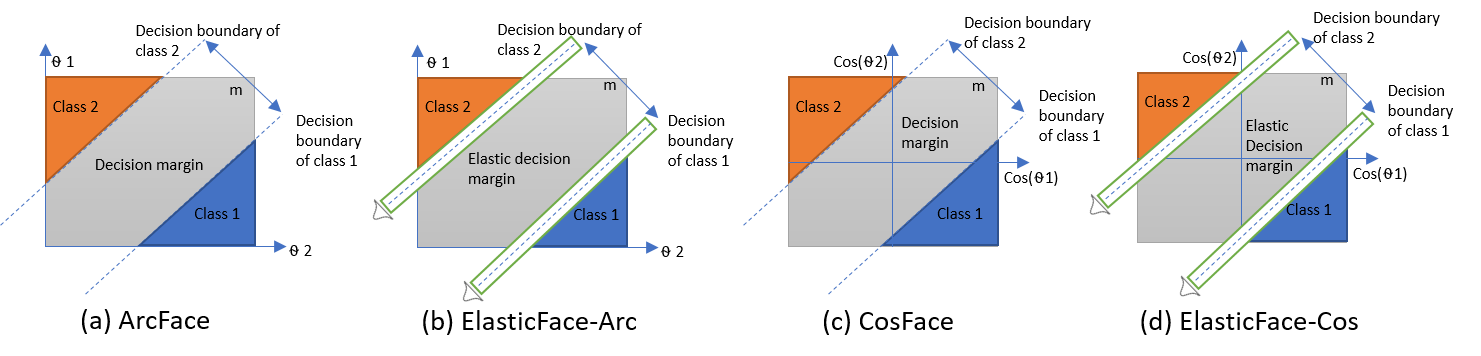 Decision boundary of
class 2
ϑ 1
Class 2
m
Decision
boundary
of class 1
Decision margin
Class 1
ϑ 2
(a) ArcFace
Decision boundary of
class 2
ϑ 1
Class 2
m
Decision
boundary
of class 1
Elastic decision
margin
Class 1
ϑ 2
(b) ElasticFace-Arc
Decision boundary
of class 2
Cos(ϑ2)
Class 2
m
Decision
boundary
of class 1
Decision
margin
Cos(ϑ1)
Class 1
(c) CosFace
Decision boundary
of class 2
Cos(ϑ2)
Class 2
m
Decision
boundary
of class 1
Elastic
Decision
margin
Cos(ϑ1)
Class 1
(d) ElasticFace-Cos